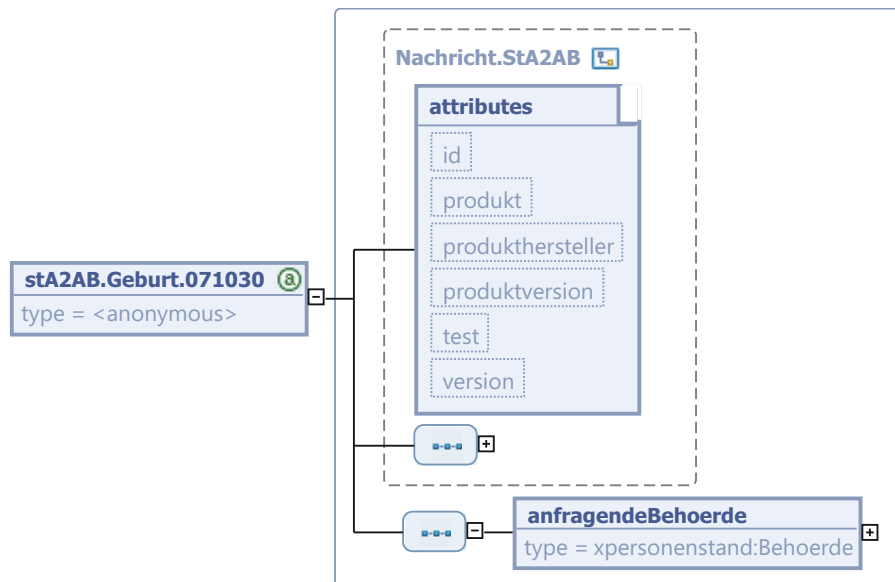 Nachricht.StA2AB
attributes
id
produkt
produkthersteller
produktversion
test
version
stA2AB.Geburt.071030 a
type = <anonymous>
anfragendeBehoerde
type = xpersonenstand:Behoerde